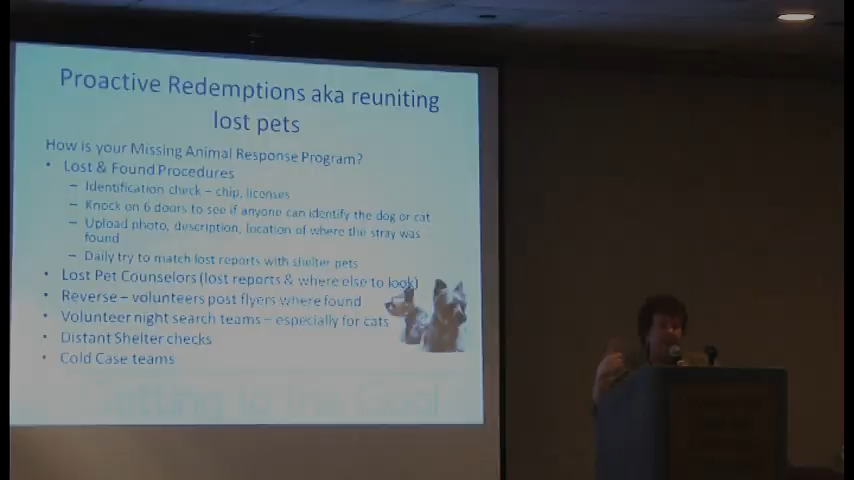 Proactive Redemptions aka reuniting
lost pets
How is your Missing Animal Response Program?
• Lost & Found Procedures
– Identification check – chip, licenses
– Knock on 6 doors to see if anyone can identify the dog or cat
– Upload photo, description, location of where the stray was
found
– Daily try to match lost reports with shelter pets
• Lost Pet Counselors (lost reports & where else to look)
• Reverse – volunteers post flyers where found
• Volunteer night search teams – especially for cats
• Distant Shelter checks
• Cold Case teams
Getting to the Goal